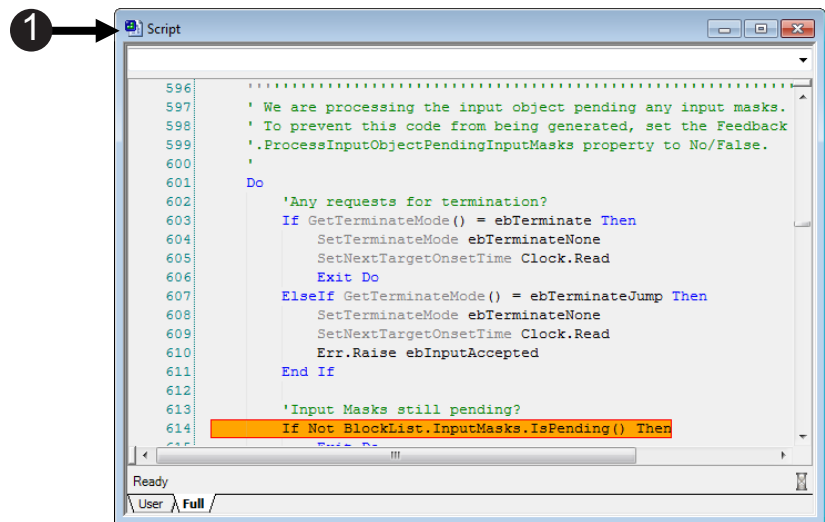 1
Script
596 ''''''''''''''''''''''''''''''''''''''''''''''''''''''''''''''
597 ' We are processing the input object pending any input masks.
598 ' To prevent this code from being generated, set the Feedback
599 '.ProcessInputObjectPendingInputMasks property to No/False.
600 '
601 Do
602 'Any requests for termination?
603 If GetTerminateMode() = ebTerminate Then
604 SetTerminateMode ebTerminateNone
605 SetNextTargetOnsetTime Clock.Read
606 Exit Do
607 ElseIf GetTerminateMode() = ebTerminateJump Then
608 SetTerminateMode ebTerminateNone
609 SetNextTargetOnsetTime Clock.Read
610 Err.Raise ebInputAccepted
611 End If
612
613 'Input Masks still pending?
614 If Not BlockList.InputMasks.IsPending() Then
615 Exit Do
Ready
User Full